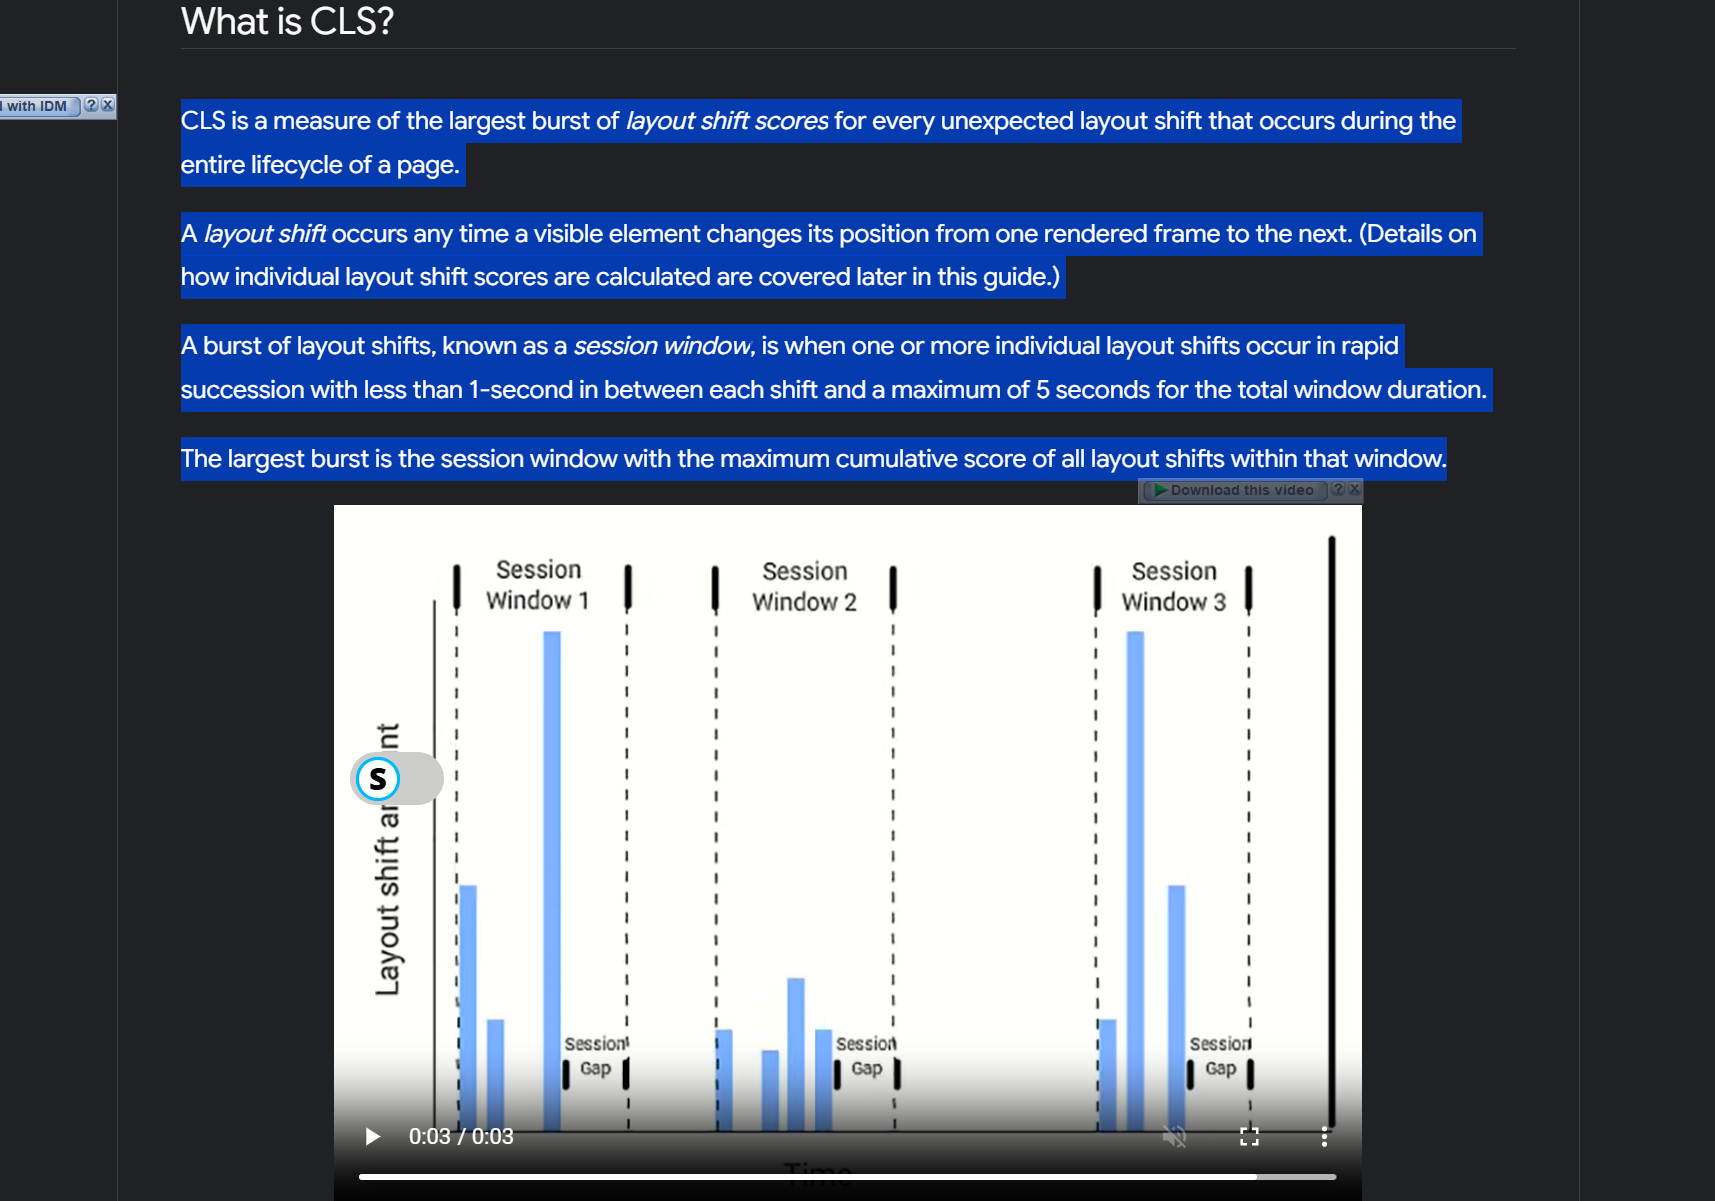 What is CLS?
with IDM
CLS is a measure of the largest burst of layout shift scores for every unexpected layout shift that occurs during the
entire lifecycle of a page.
A layout shift occurs any time a visible element changes its position from one rendered frame to the next. (Details on
how individual layout shift scores are calculated are covered later in this guide.)
A burst of layout shifts, known as a session window, is when one or more individual layout shifts occur in rapid
succession with less than 1-second in between each shift and a maximum of 5 seconds for the total window duration.
The largest burst is the session window with the maximum cumulative score of all layout shifts within that window.
Download this video
Session
Window 1
Session
Window 2
Session
Window 3
Layout shift
S
Session
Gap
Session
Gap
Session
Gap
0:03 / 0:03
Time